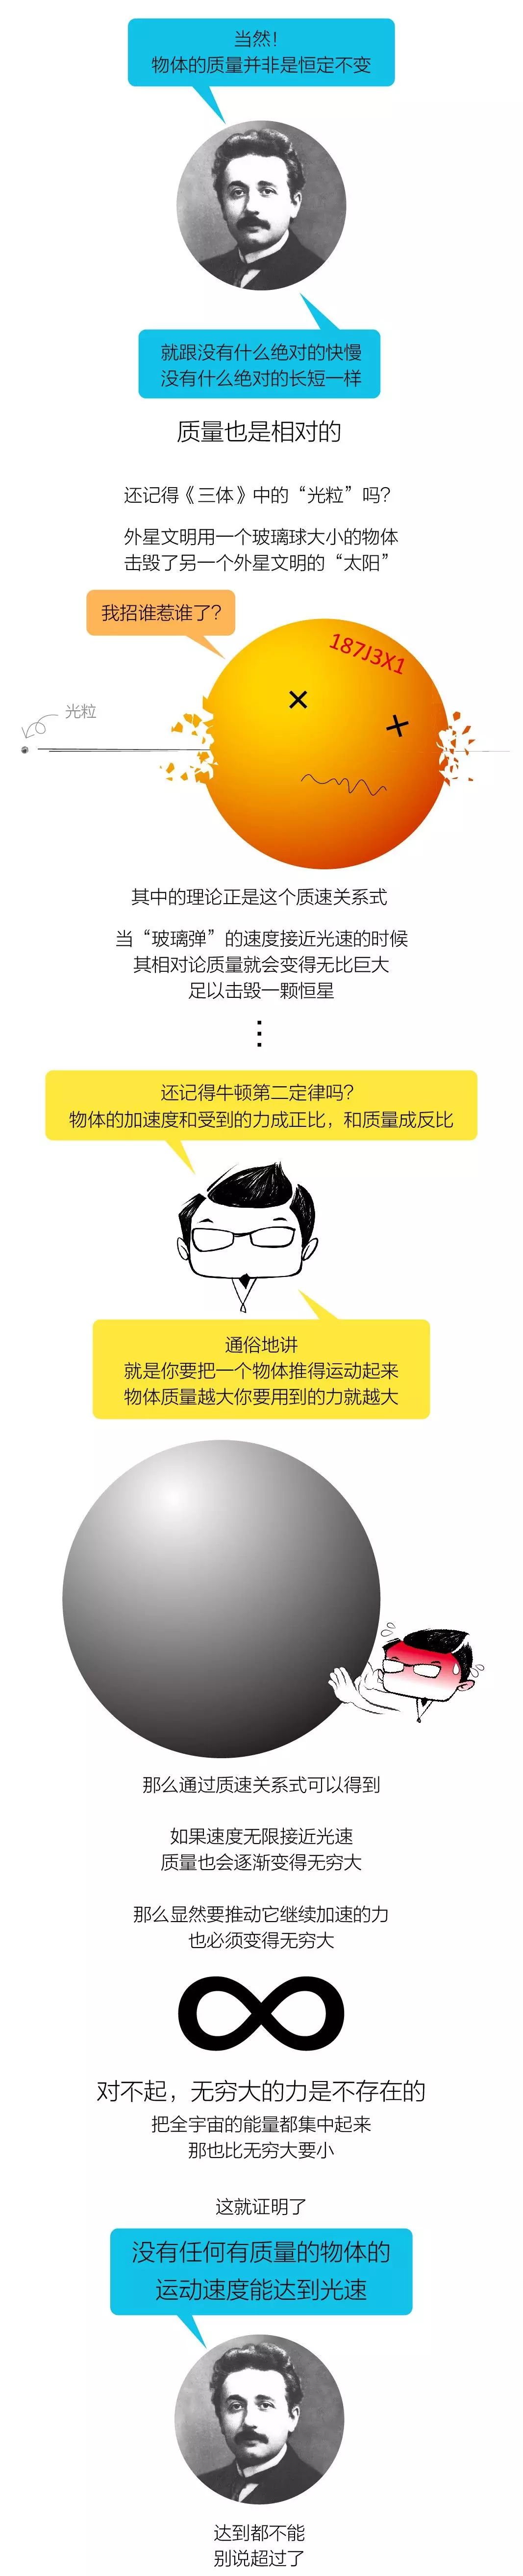 当然！
物体的质量并非是恒定不变
就跟没有什么绝对的快慢
没有什么绝对的长短一样
质量也是相对的
还记得《三体》中的“光粒”吗？
外星文明用一个玻璃球大小的物体
击毁了另一个外星文明的“太阳”
我招谁惹谁了？
187J3X1
光粒
其中的理论正是这个质速关系式
当“玻璃弹”的速度接近光速的时候
其相对论质量就会变得无比巨大
足以击毁一颗恒星
还记得牛顿第二定律吗？
物体的加速度和受到的力成正比，和质量成反比
通俗地讲
就是你要把一个物体推得运动起来
物体质量越大你要用到的力就越大
那么通过质速关系式可以得到
如果速度无限接近光速
质量也会逐渐变得无穷大
那么显然要推动它继续加速的力
也必须变得无穷大
∞
对不起，无穷大的力是不存在的
把全宇宙的能量都集中起来
那也比无穷大要小
这就证明了
没有任何有质量的物体的
运动速度能达到光速
达到都不能
别说超过了